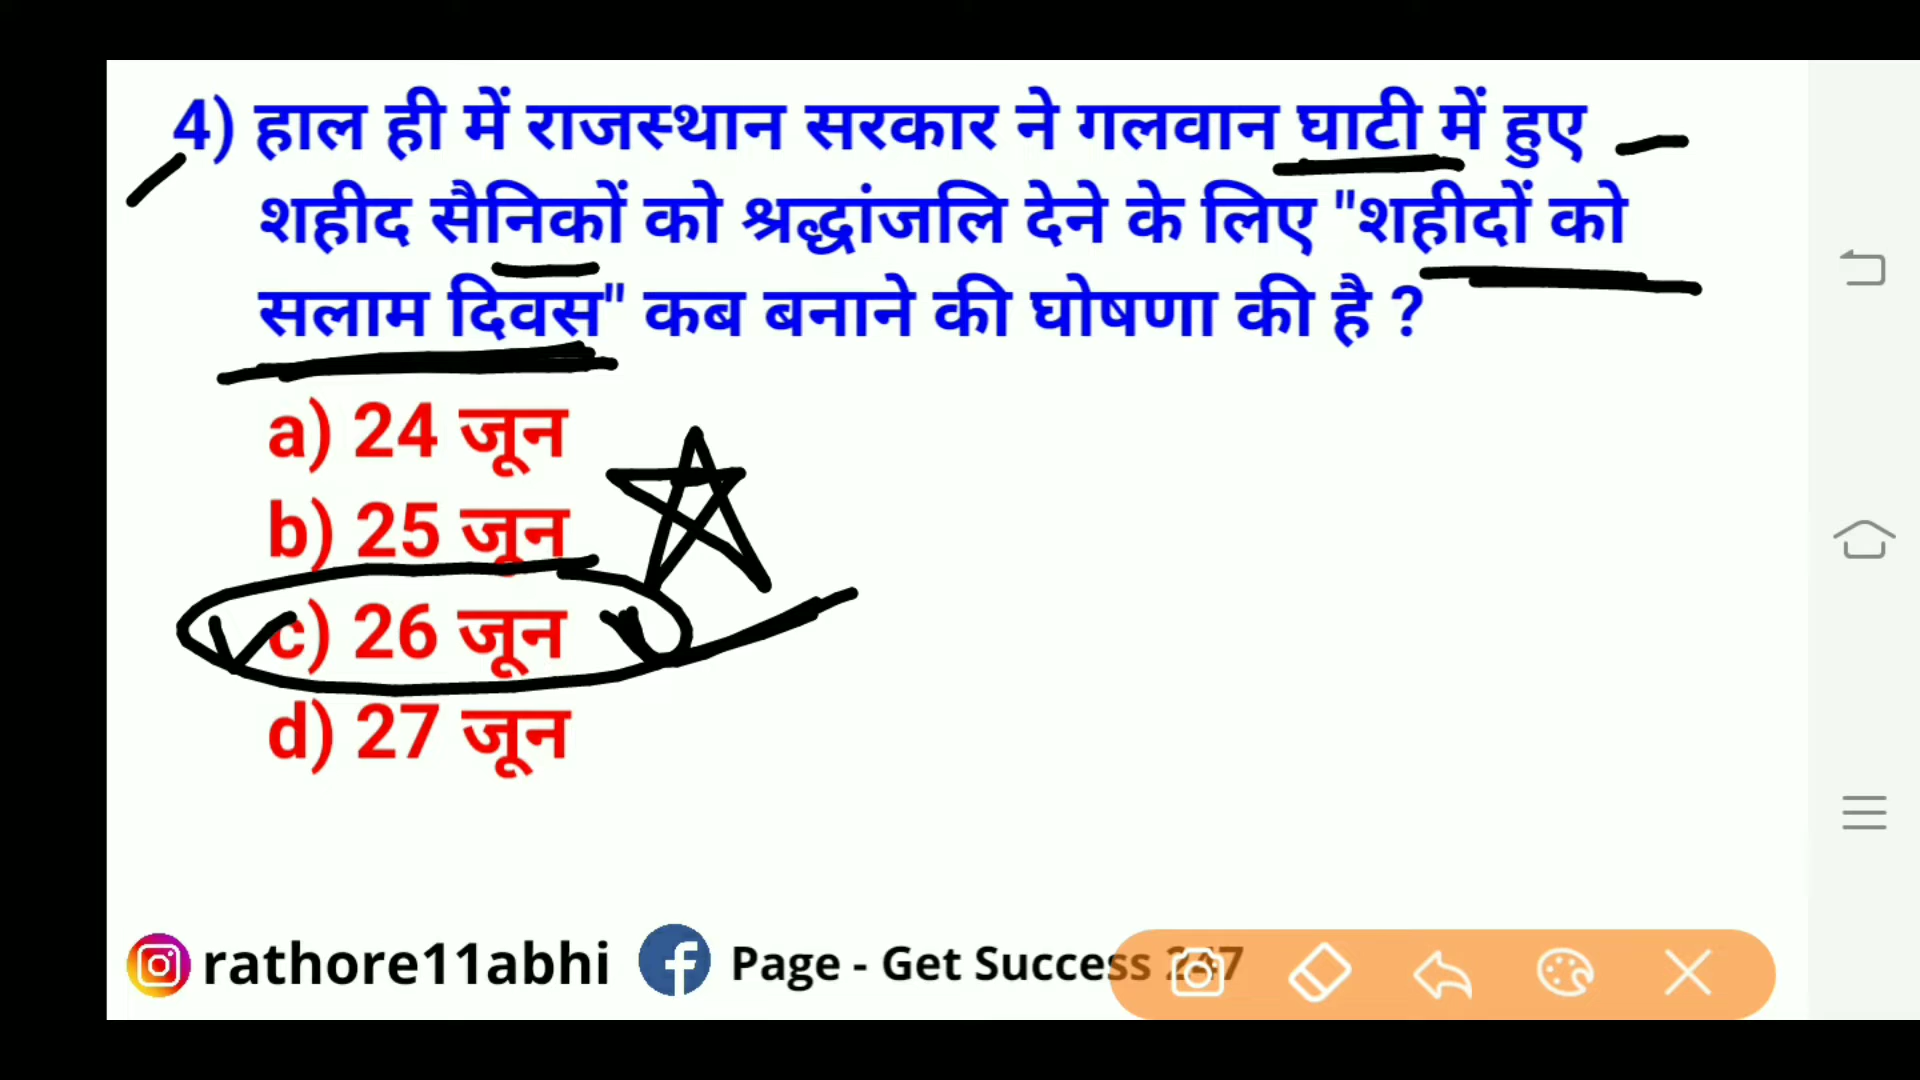 4) हाल ही में राजस्थान सरकार ने गलवान घाटी में हुए
शहीद सैनिकों को श्रद्धांजलि देने के लिए "शहीदों को
सलाम दिवस" कब बनाने की घोषणा की है ?
a) 24 जून
b) 25 जून
c) 26 जून
d) 27 जून
rathore11abhi Page - Get Success 247